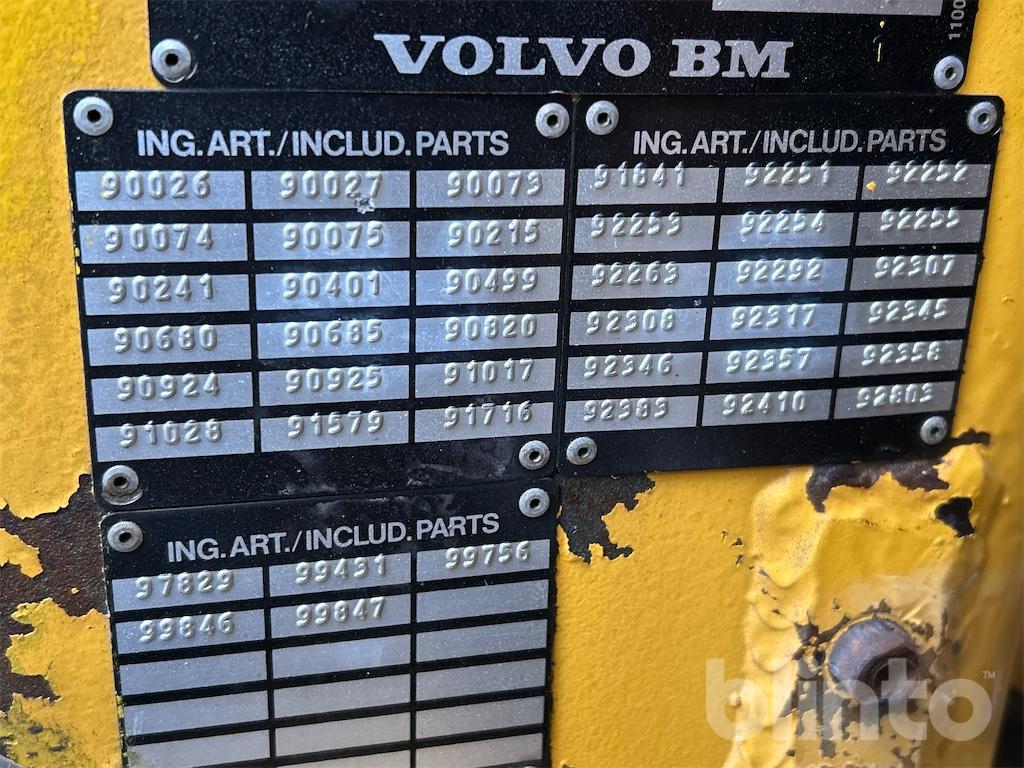 1100
VOLVO BM
ING.ART./INCLUD.PARTS
90026 90027 90073
90074 90075 90215
90241 90401 90499
90680 90685 90820
90924 90925 91017
91028 91579 91716
ING.ART./INCLUD.PARTS
91841 92251 92252
92253 92254 92255
92263 92292 92307
92308 92317 92345
92346 92357 92358
92383 92410 92803
ING.ART./INCLUD.PARTS
97829 99431 99756
99846 99847
blinto™